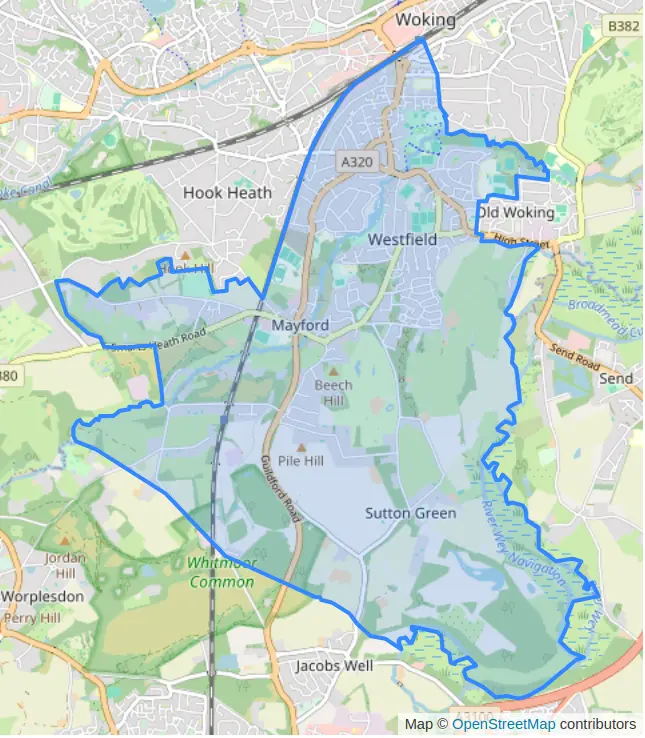 Woking
B382
A320
Hook Heath
Old Woking
Westfield
High Street
Hook Hill
Broadmead Cu
Mayford
Smarts Heath Road
Send Road
Send
Beech
Hill
Pile Hill
Guildford Road
Sutton Green
River Wey Navigation
Jordan
Hill
Whitmoor
Common
Worplesdon
Perry Hill
Jacobs Well
A3100
Map © OpenStreetMap contributors